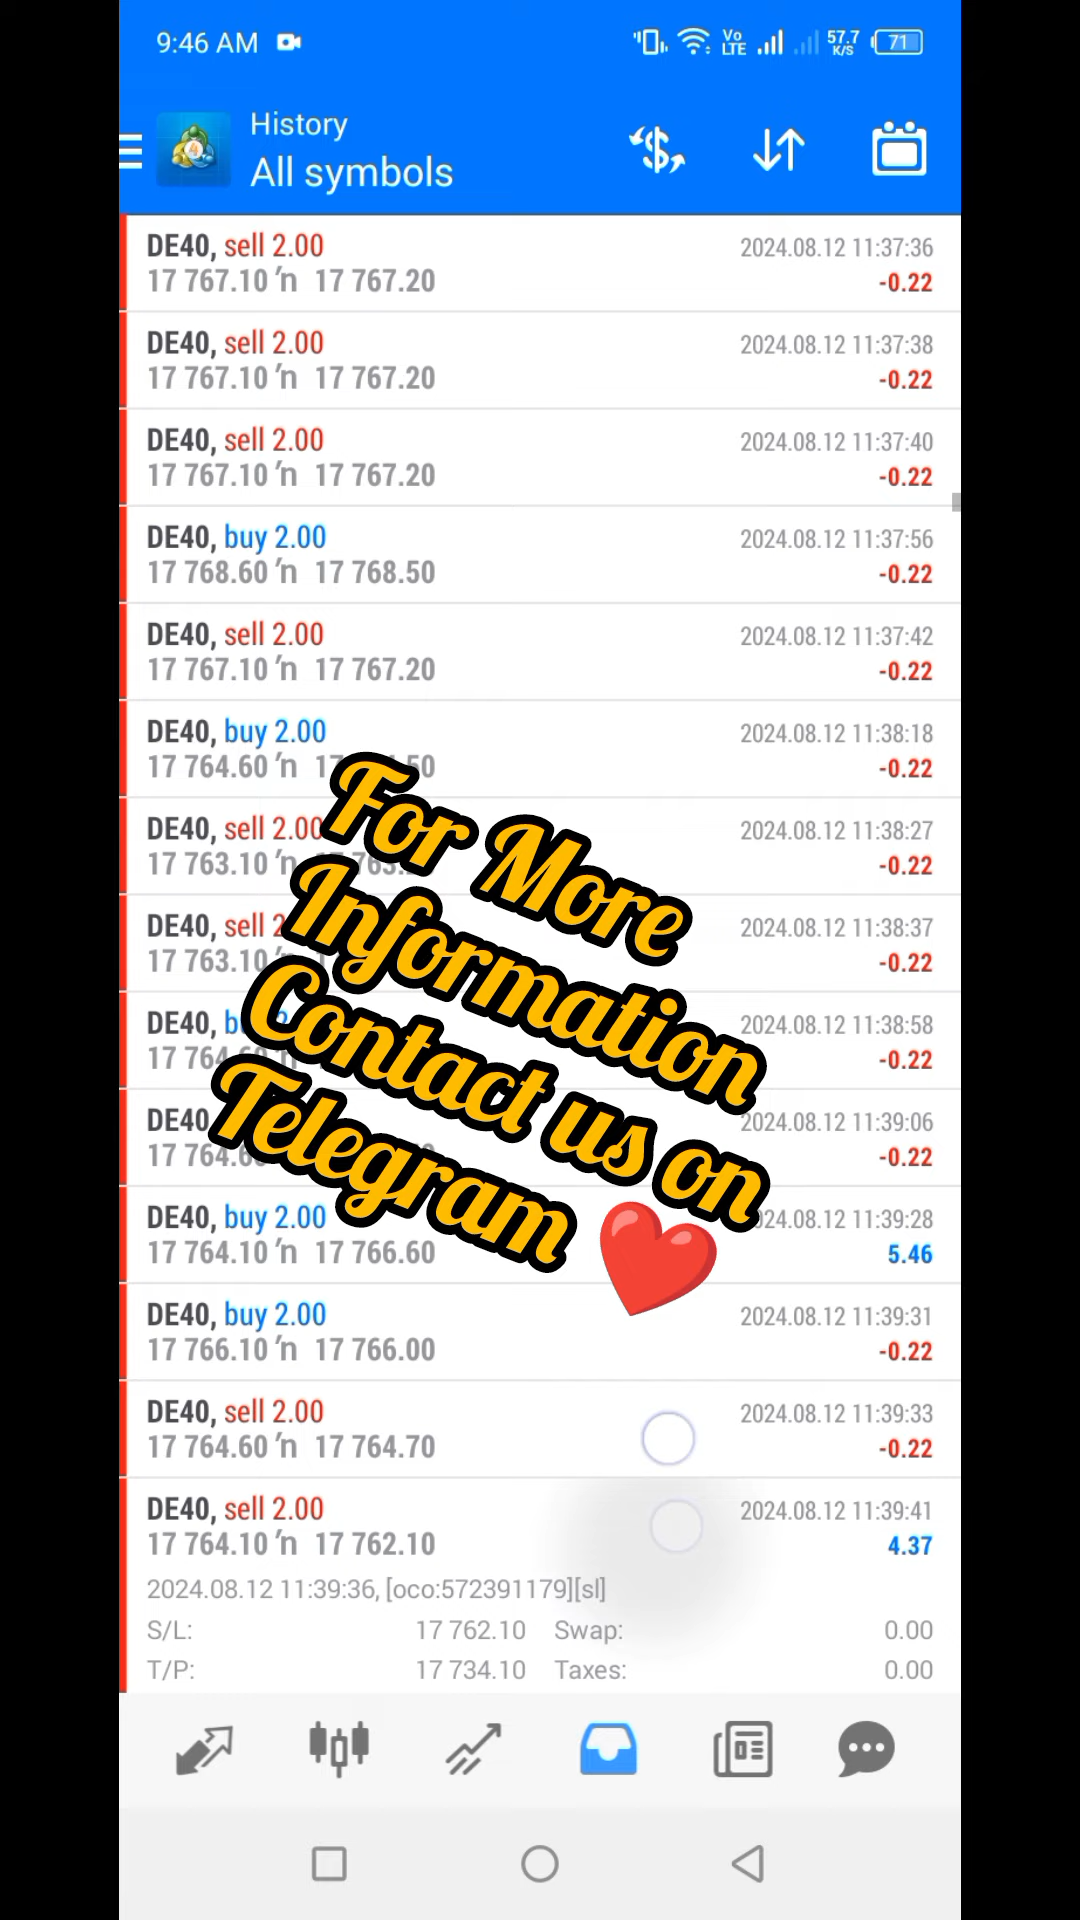 9:46 AM
Vo LTE 57.7 K/S 71
History
All symbols
4
DE40, sell 2.00 2024.08.12 11:37:36
17 767.10 ’n 17 767.20 -0.22
DE40, sell 2.00 2024.08.12 11:37:38
17 767.10 ’n 17 767.20 -0.22
DE40, sell 2.00 2024.08.12 11:37:40
17 767.10 ’n 17 767.20 -0.22
DE40, buy 2.00 2024.08.12 11:37:56
17 768.60 ’n 17 768.50 -0.22
DE40, sell 2.00 2024.08.12 11:37:42
17 767.10 ’n 17 767.20 -0.22
DE40, buy 2.00 2024.08.12 11:38:18
17 764.60 ’n -0.22
DE40, sell 2.00 2024.08.12 11:38:27
17 763.10 ’n -0.22
DE40, sell 2024.08.12 11:38:37
17 763.10 -0.22
DE40, 2024.08.12 11:38:58
-0.22
DE40 2024.08.12 11:39:06
-0.22
DE40, buy 2.00 11:39:28
17 764.10 ’n 17 766.60 5.46
DE40, buy 2.00 2024.08.12 11:39:31
17 766.10 ’n 17 766.00 -0.22
DE40, sell 2.00 2024.08.12 11:39:33
17 764.60 ’n 17 764.70 -0.22
DE40, sell 2.00 2024.08.12 11:39:41
17 764.10 ’n 17 762.10 4.37
2024.08.12 11:39:36, [oco:572391179][sl]
S/L: 17 762.10 Swap: 0.00
T/P: 17 734.10 Taxes: 0.00
For More
Information
Contact us on
Telegram